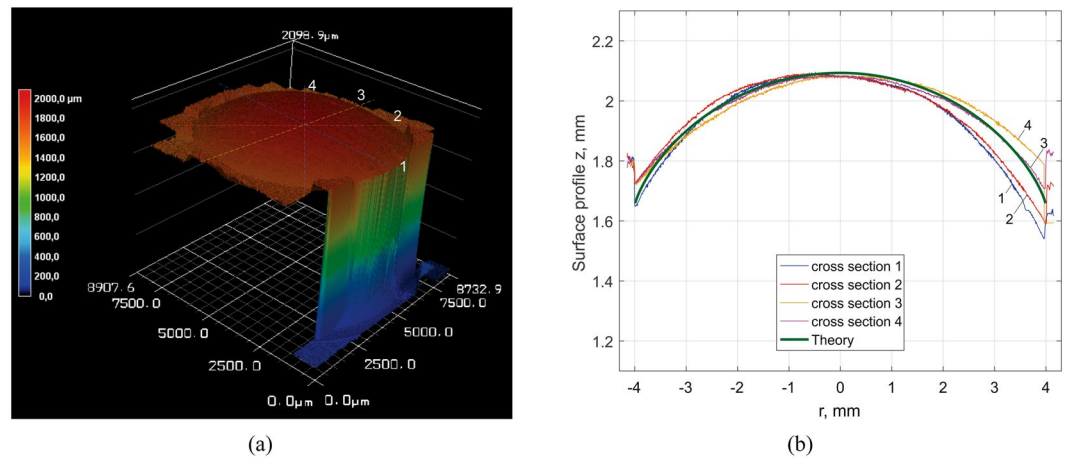 2098.9µm
2000,0 µm
1800,0
1600,0
1400,0
1200,0
1000,0
800,0
600,0
400,0
200,0
0,0
4
3
2
1
8907.6
7500.0
5000.0
2500.0
0.0µm
0.0µm
2500.0
5000.0
7500.0
8732.9
(a)
Surface profile z, mm
2.2
2
1.8
1.6
1.4
1.2
4
3
1
2
cross section 1
cross section 2
cross section 3
cross section 4
Theory
-4 -3 -2 -1 0 1 2 3 4
r, mm
(b)